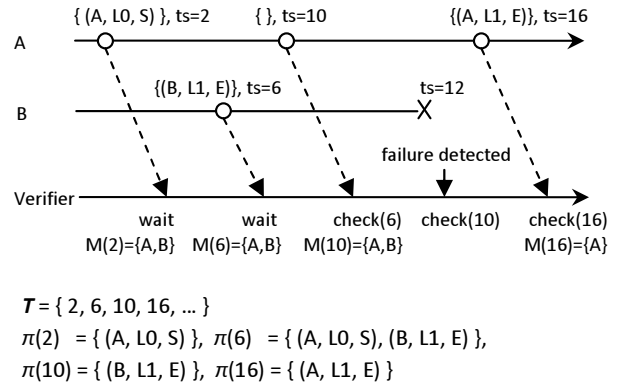 { (A, L0, S) }, ts=2 { }, ts=10 {(A, L1, E)}, ts=16
A
{(B, L1, E)}, ts=6 ts=12
B
failure detected
Verifier
wait wait check(6) check(10) check(16)
M(2)={A,B} M(6)={A,B} M(10)={A,B} M(16)={A}
T = { 2, 6, 10, 16, ... }
π(2) = { (A, L0, S) }, π(6) = { (A, L0, S), (B, L1, E) },
π(10) = { (B, L1, E) }, π(16) = { (A, L1, E) }